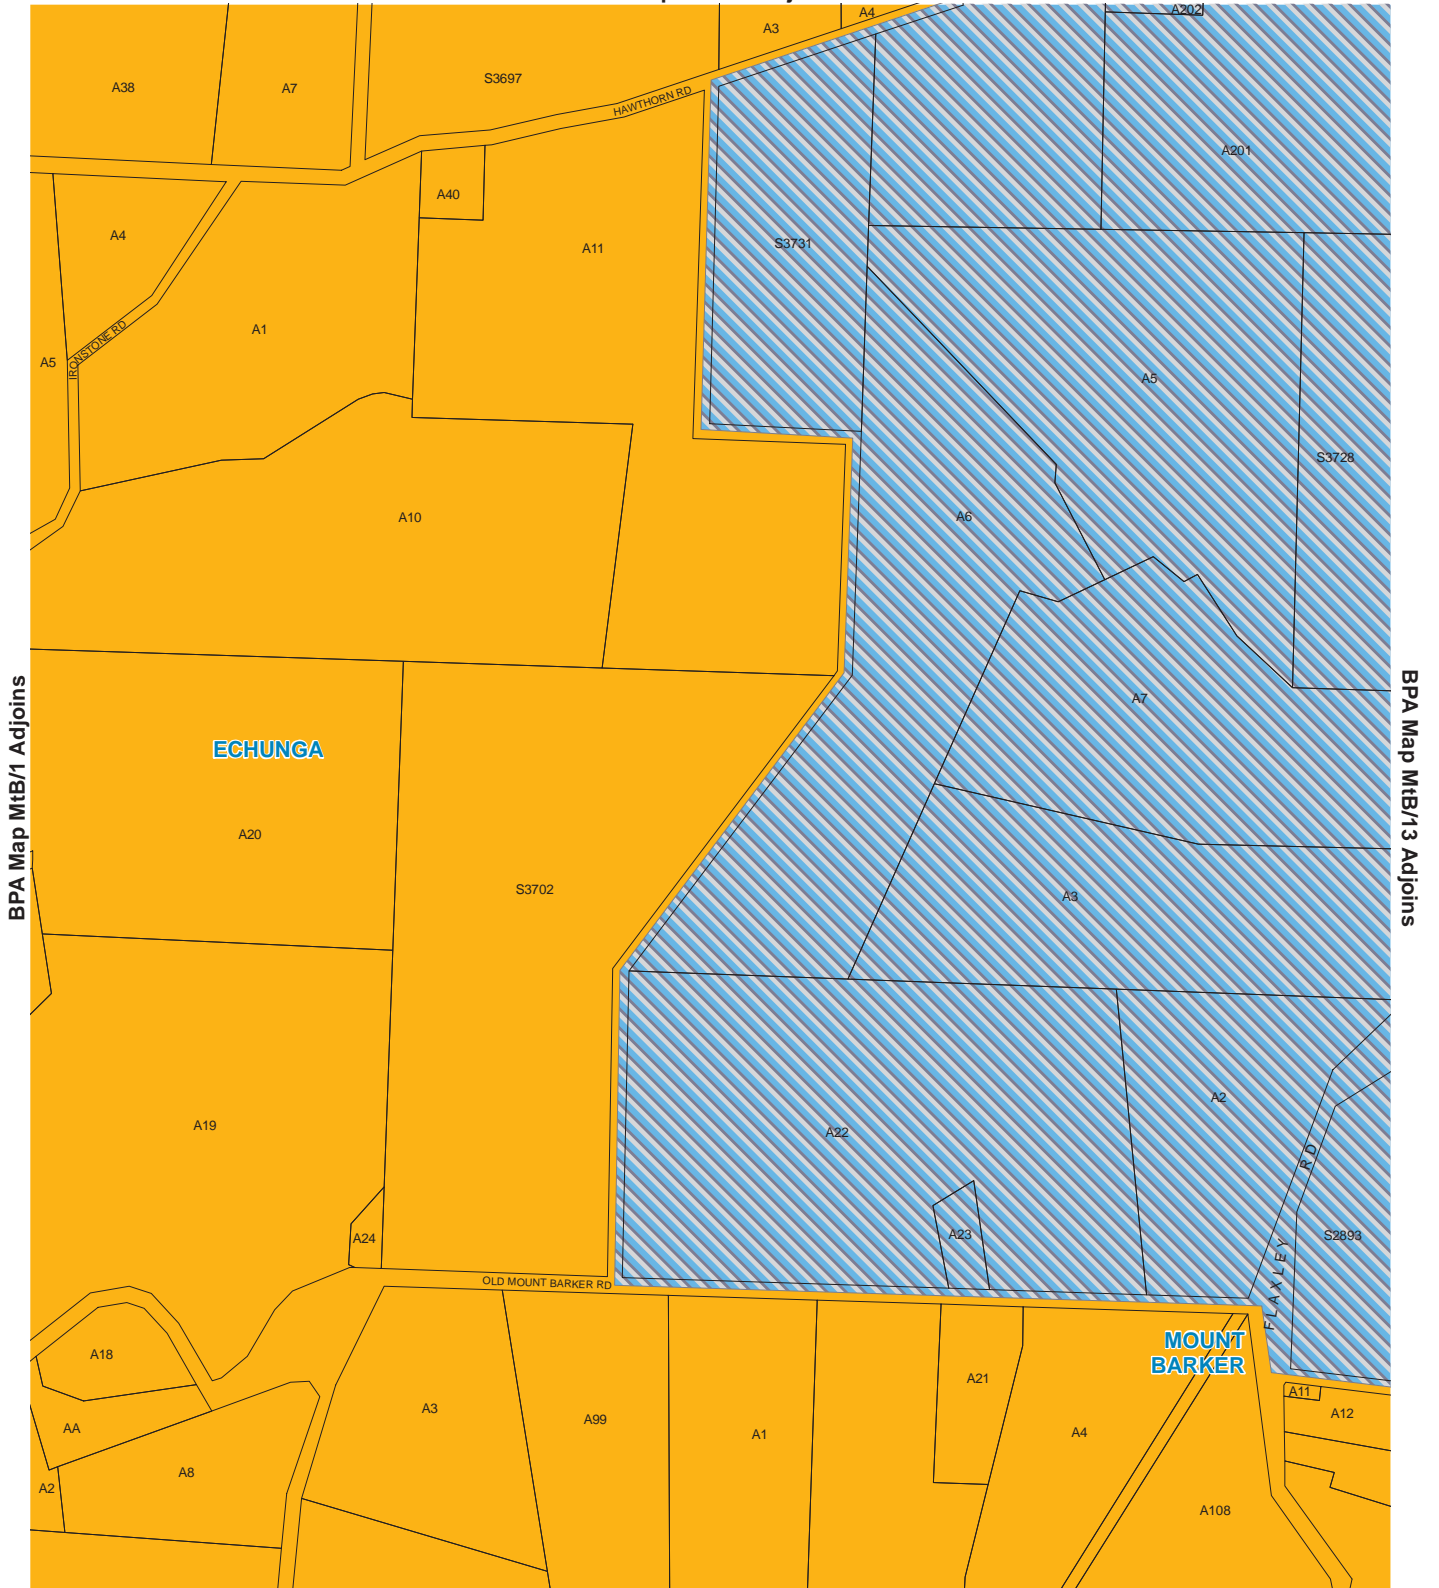 A4
A202
A3
S3697
A38
A7
HAWTHORN RD
A201
A40
A4
S3731
A11
A1
IRONSTONE RD
A5
A5
S3728
A6
A10
A7
BPA Map MtB/1 Adjoins
BPA Map MtB/13 Adjoins
ECHUNGA
A20
S3702
A3
A2
A19
A22
RD
A23
A24
S2893
FLAXLEY
OLD MOUNT BARKER RD
MOUNT
BARKER
A18
A21
A11
A3
A12
A99
AA
A1
A4
A8
A2
A108